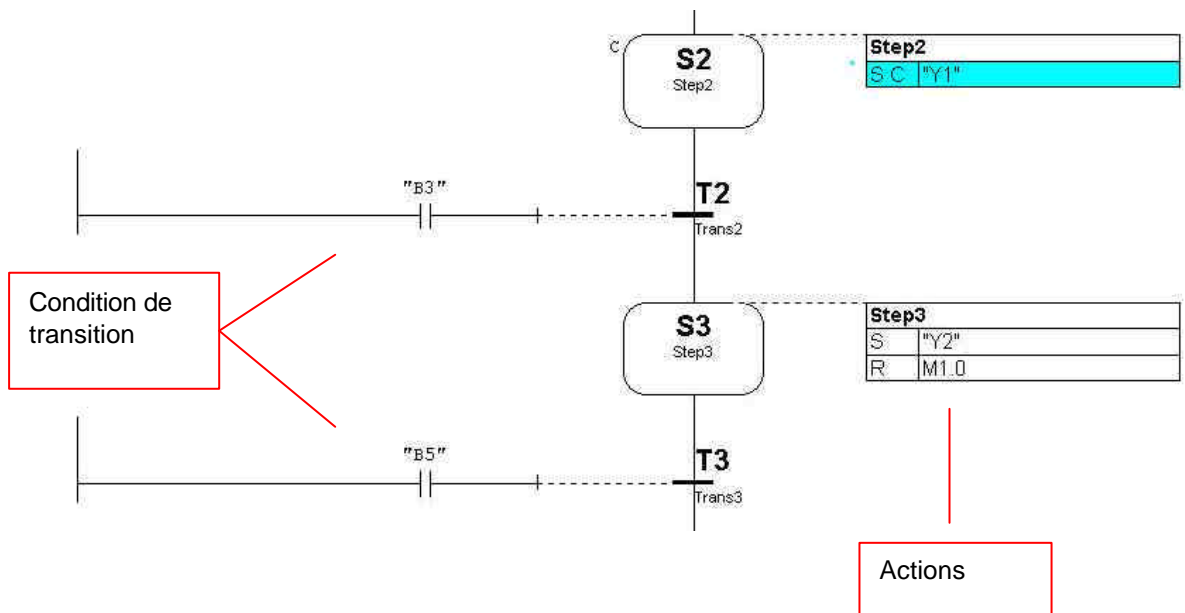 C
S2
Step2
Step2
S C "Y1"
"B3"
T2
Trans2
Condition de
transition
S3
Step3
Step3
S "Y2"
R M1.0
"B5"
T3
Trans3
Actions